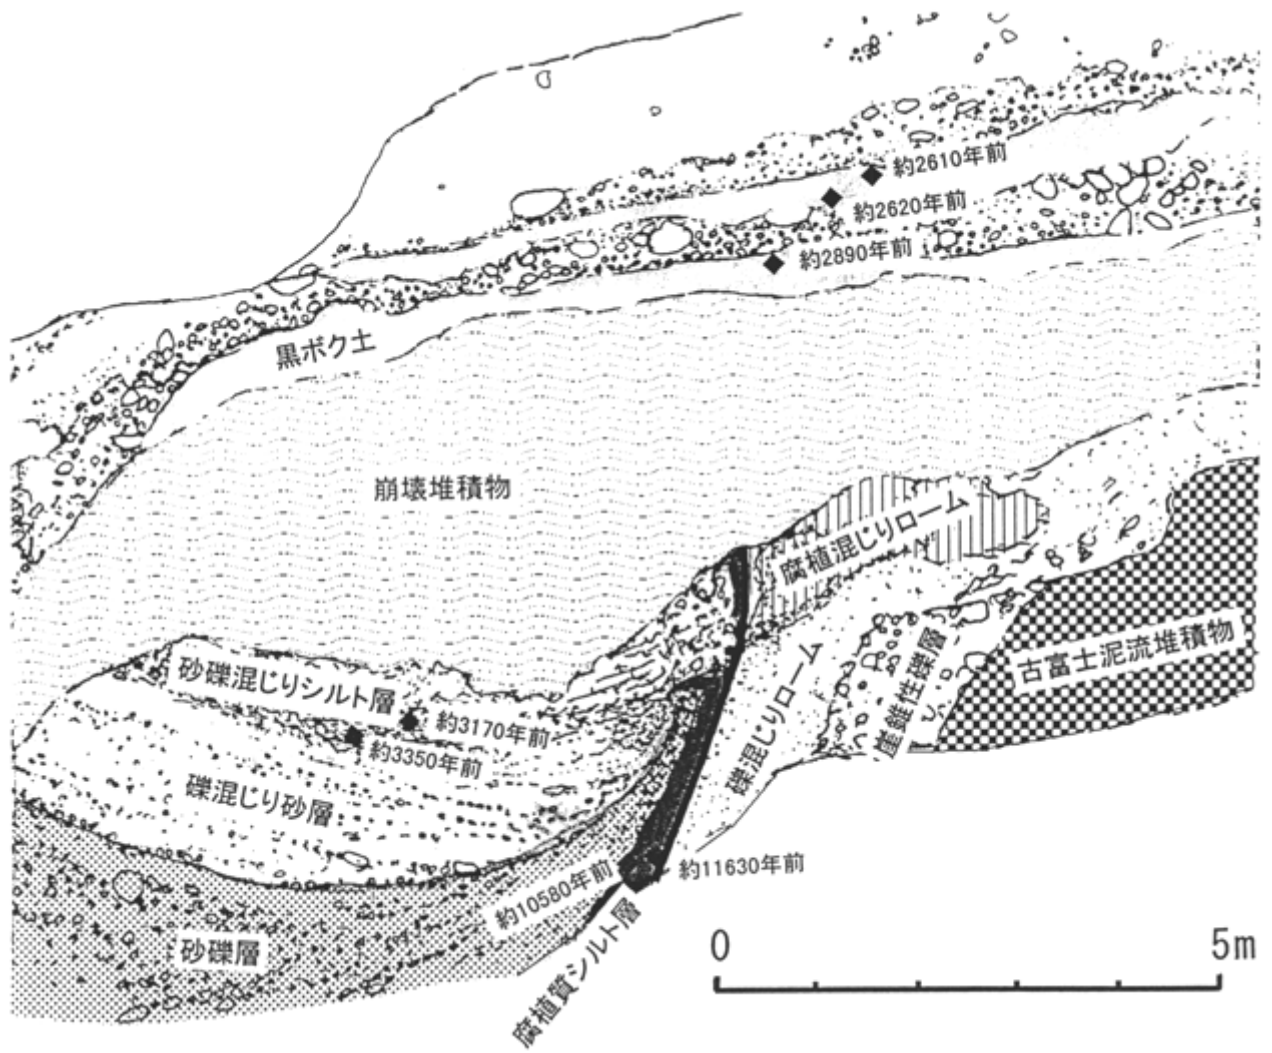 約2610年前
約2620年前
約2890年前
黒ボク土
崩壊堆積物
腐植混じりローム
古富士泥流堆積物
砂礫混じりシルト層
約3170年前
約3350年前
礫混じりローム
崖錐性礫層
礫混じり砂層
約10580年前
約11630年前
砂礫層
腐植質シルト層
0
5m